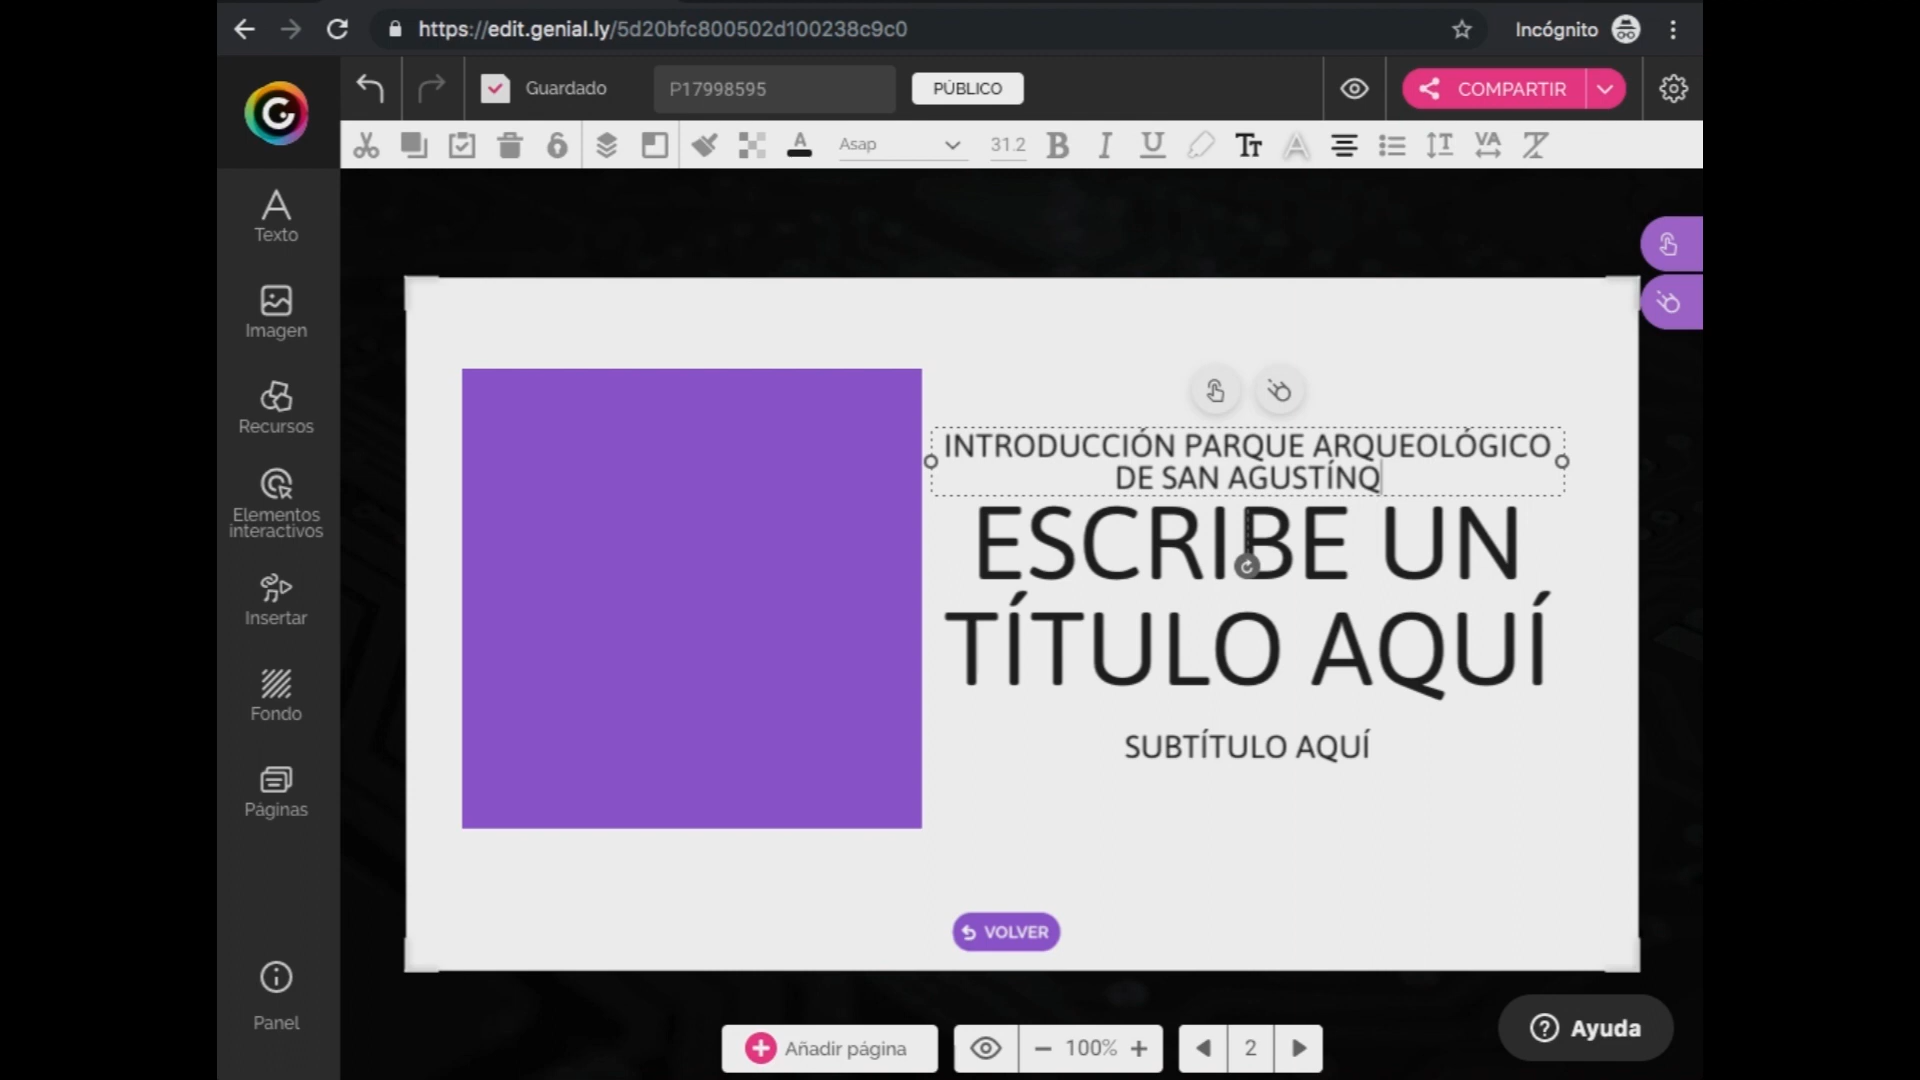 https://edit.genial.ly/5d20bfc800502d100238c9c0
Incógnito
Guardado
P17998595
PÚBLICO
COMPARTIR
Asap
31.2
B I U
Tt A
VA
Texto
Imagen
Recursos
Elementos
interactivos
Insertar
Fondo
Páginas
Panel
INTRODUCCIÓN PARQUE ARQUEOLÓGICO
DE SAN AGUSTÍNQ
ESCRIBE UN
TÍTULO AQUÍ
SUBTÍTULO AQUÍ
VOLVER
Añadir página
100%
2
Ayuda